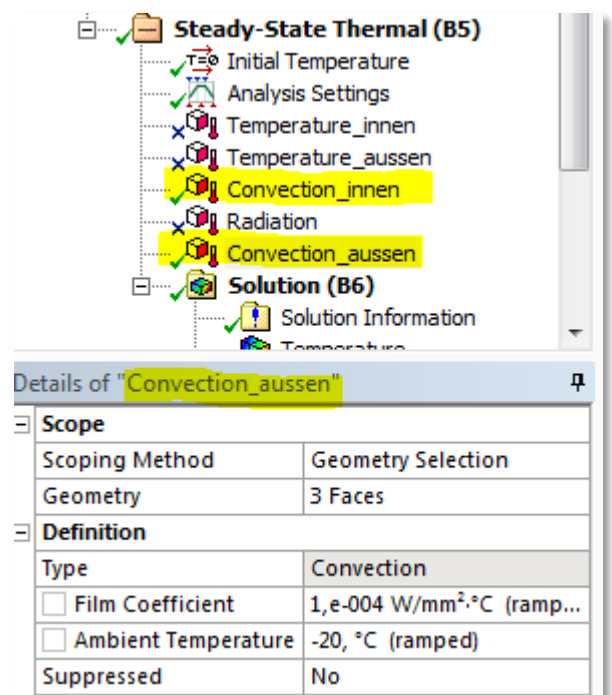 Steady-State Thermal (B5)
Initial Temperature
Analysis Settings
Temperature_innen
Temperature_aussen
Convection_innen
Radiation
Convection_aussen
Solution (B6)
Solution Information
Temperature
Details of "Convection_aussen"
Scope
Scoping Method Geometry Selection
Geometry 3 Faces
Definition
Type Convection
Film Coefficient 1,e-004 W/mm²·°C (ramp...
Ambient Temperature -20, °C (ramped)
Suppressed No